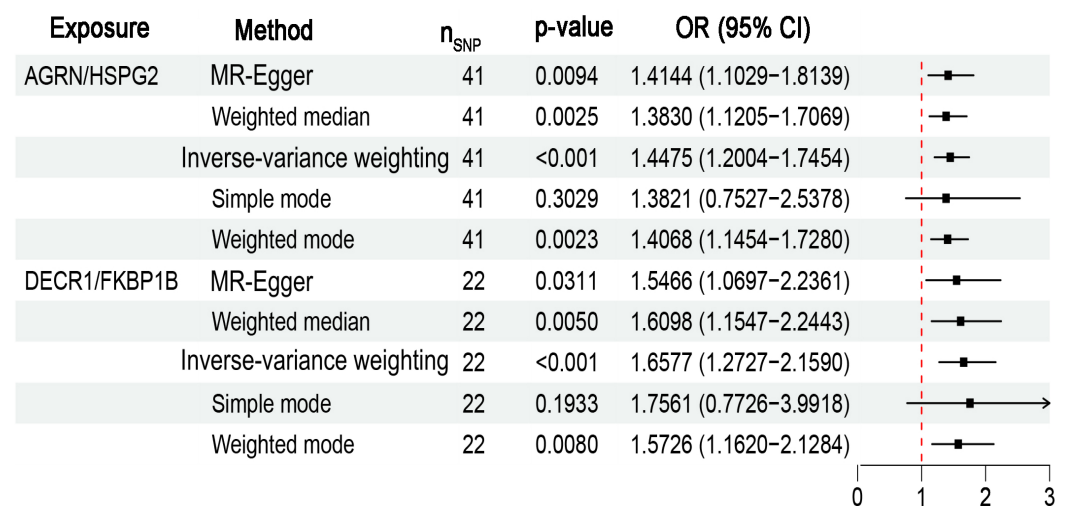 Exposure Method nSNP p-value OR (95% CI)
AGRN/HSPG2 MR-Egger 41 0.0094 1.4144 (1.1029−1.8139)
Weighted median 41 0.0025 1.3830 (1.1205−1.7069)
Inverse-variance weighting 41 <0.001 1.4475 (1.2004−1.7454)
Simple mode 41 0.3029 1.3821 (0.7527−2.5378)
Weighted mode 41 0.0023 1.4068 (1.1454−1.7280)
DECR1/FKBP1B MR-Egger 22 0.0311 1.5466 (1.0697−2.2361)
Weighted median 22 0.0050 1.6098 (1.1547−2.2443)
Inverse-variance weighting 22 <0.001 1.6577 (1.2727−2.1590)
Simple mode 22 0.1933 1.7561 (0.7726−3.9918)
Weighted mode 22 0.0080 1.5726 (1.1620−2.1284)
0 1 2 3